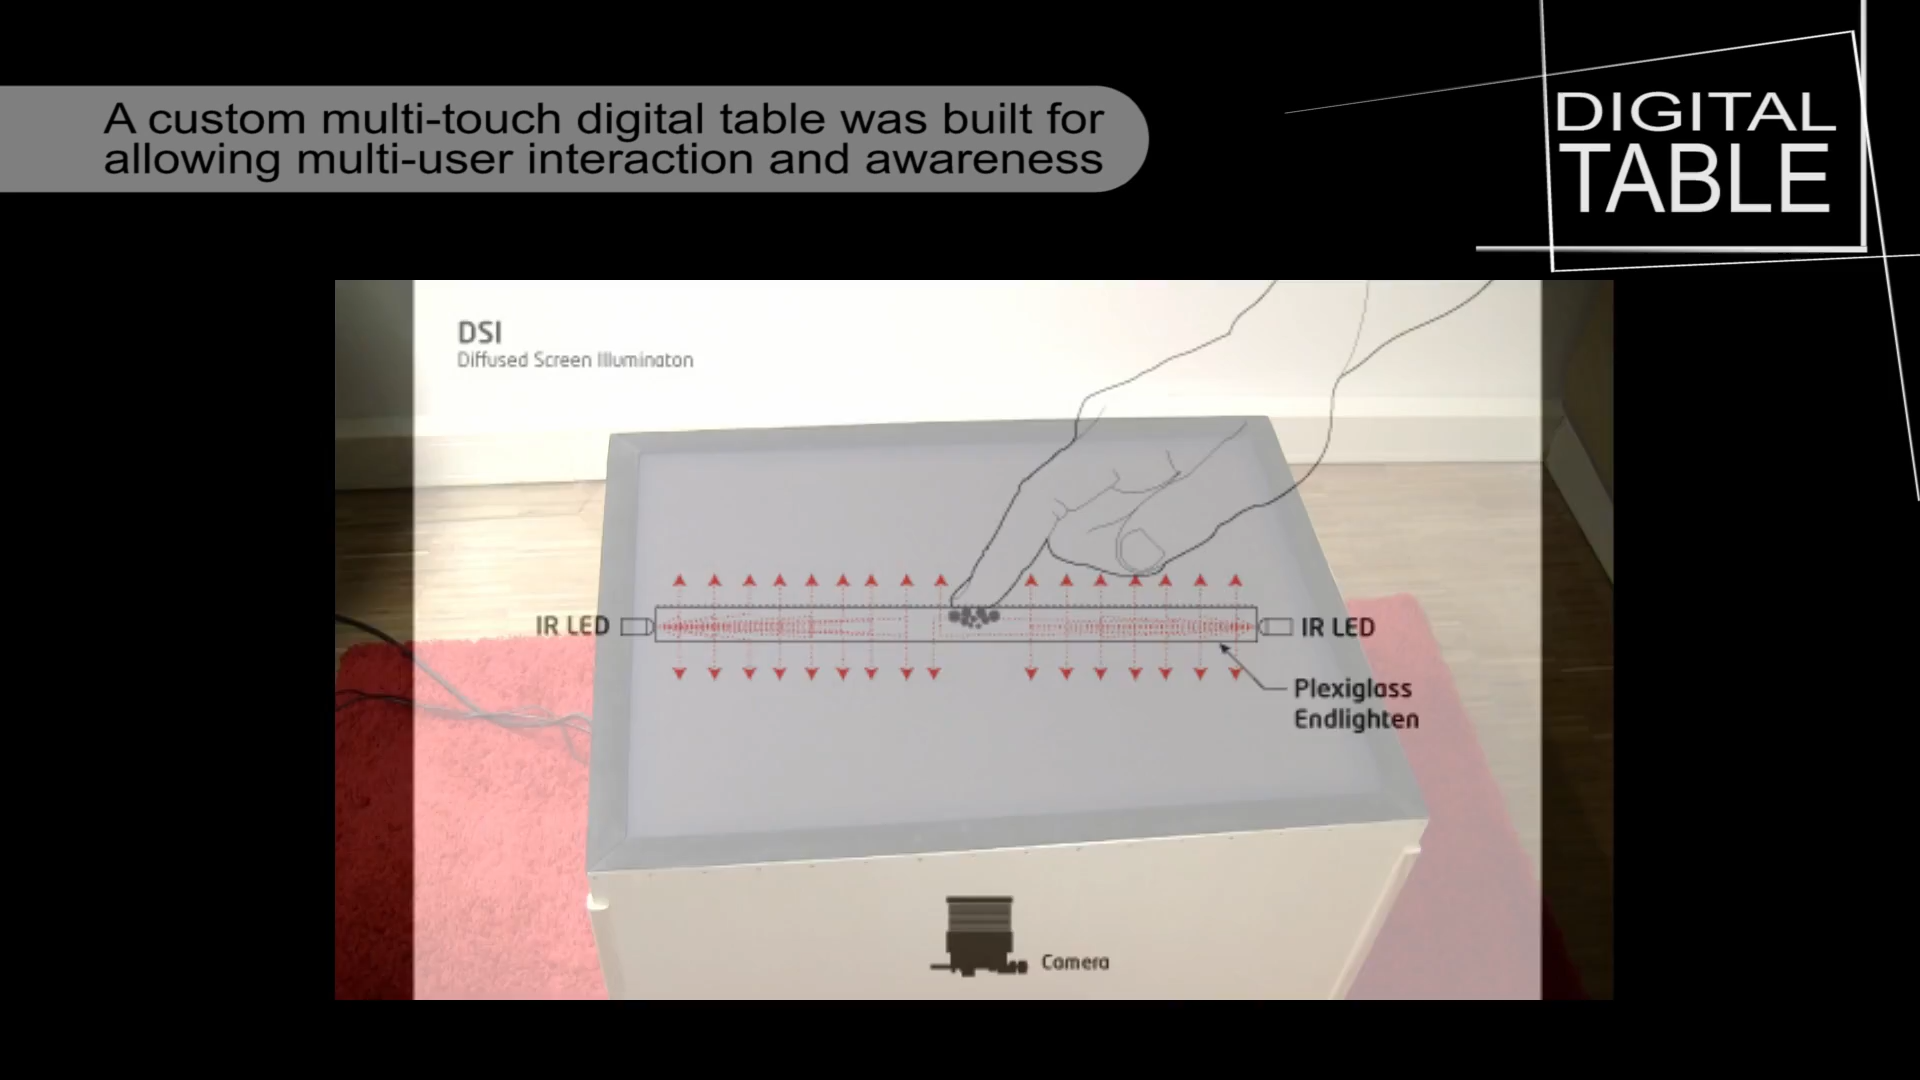 A custom multi-touch digital table was built for
allowing multi-user interaction and awareness
DIGITAL
TABLE
DSI
Diffused Screen Illuminaton
IR LED
IR LED
Plexiglass
Endlighten
Camera